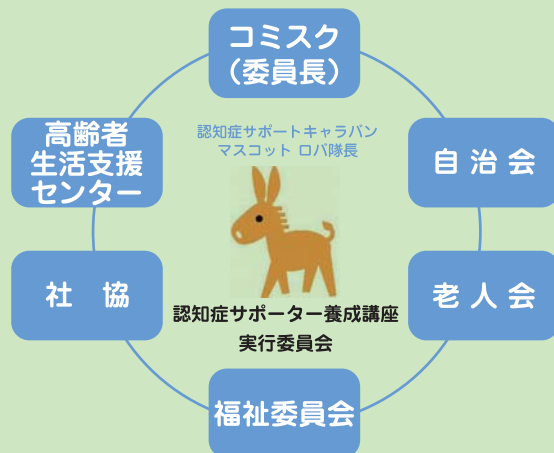 コミスク
（委員長）
認知症サポートキャラバン
マスコット ロバ隊長
高齢者
生活支援
センター
自 治 会
社　協
老 人 会
認知症サポーター養成講座
実行委員会
福祉委員会